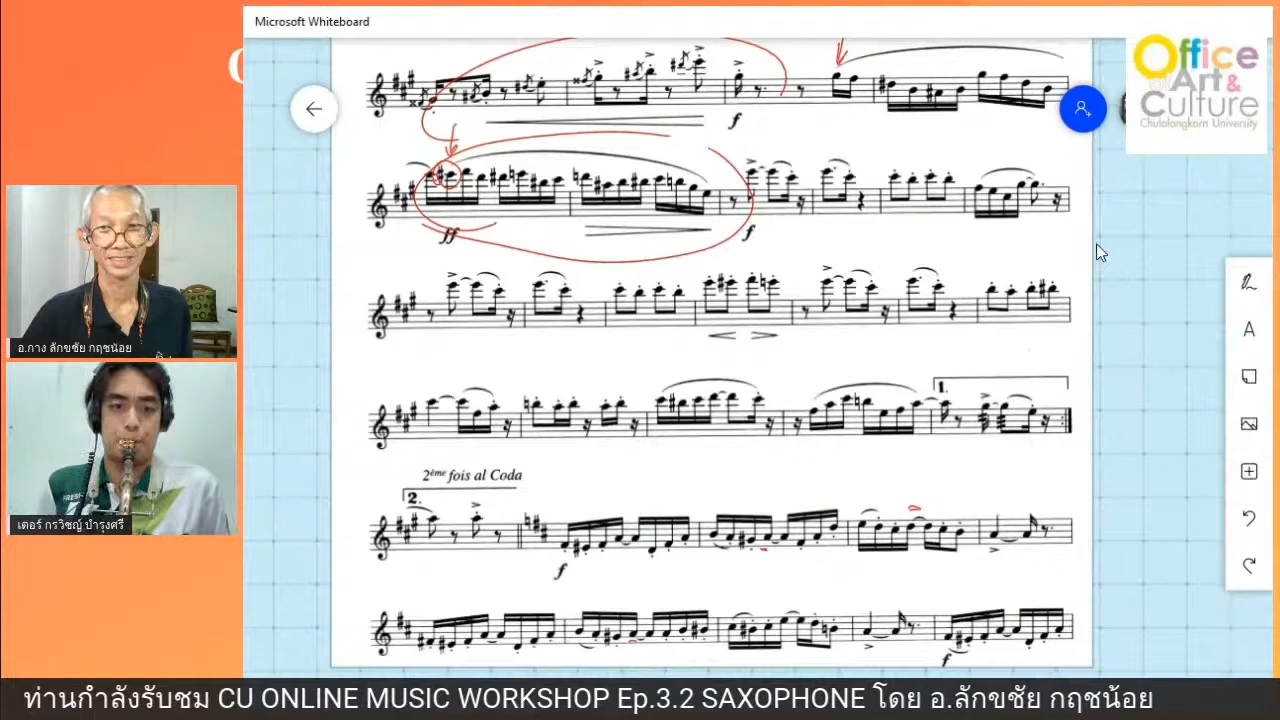 Microsoft Whiteboard
Office
of
Art &
Culture
Chulalongkorn University
f
ff
f
1.
2ème fois al Coda
2.
f
f
อ.กาง ลักขชัย กฤชน้อย
FRESH
เตอร์ กรวิชญ์ บำรุงศรี
ท่านกำลังรับชม CU ONLINE MUSIC WORKSHOP Ep.3.2 SAXOPHONE โดย อ.ลักขชัย กฤชน้อย